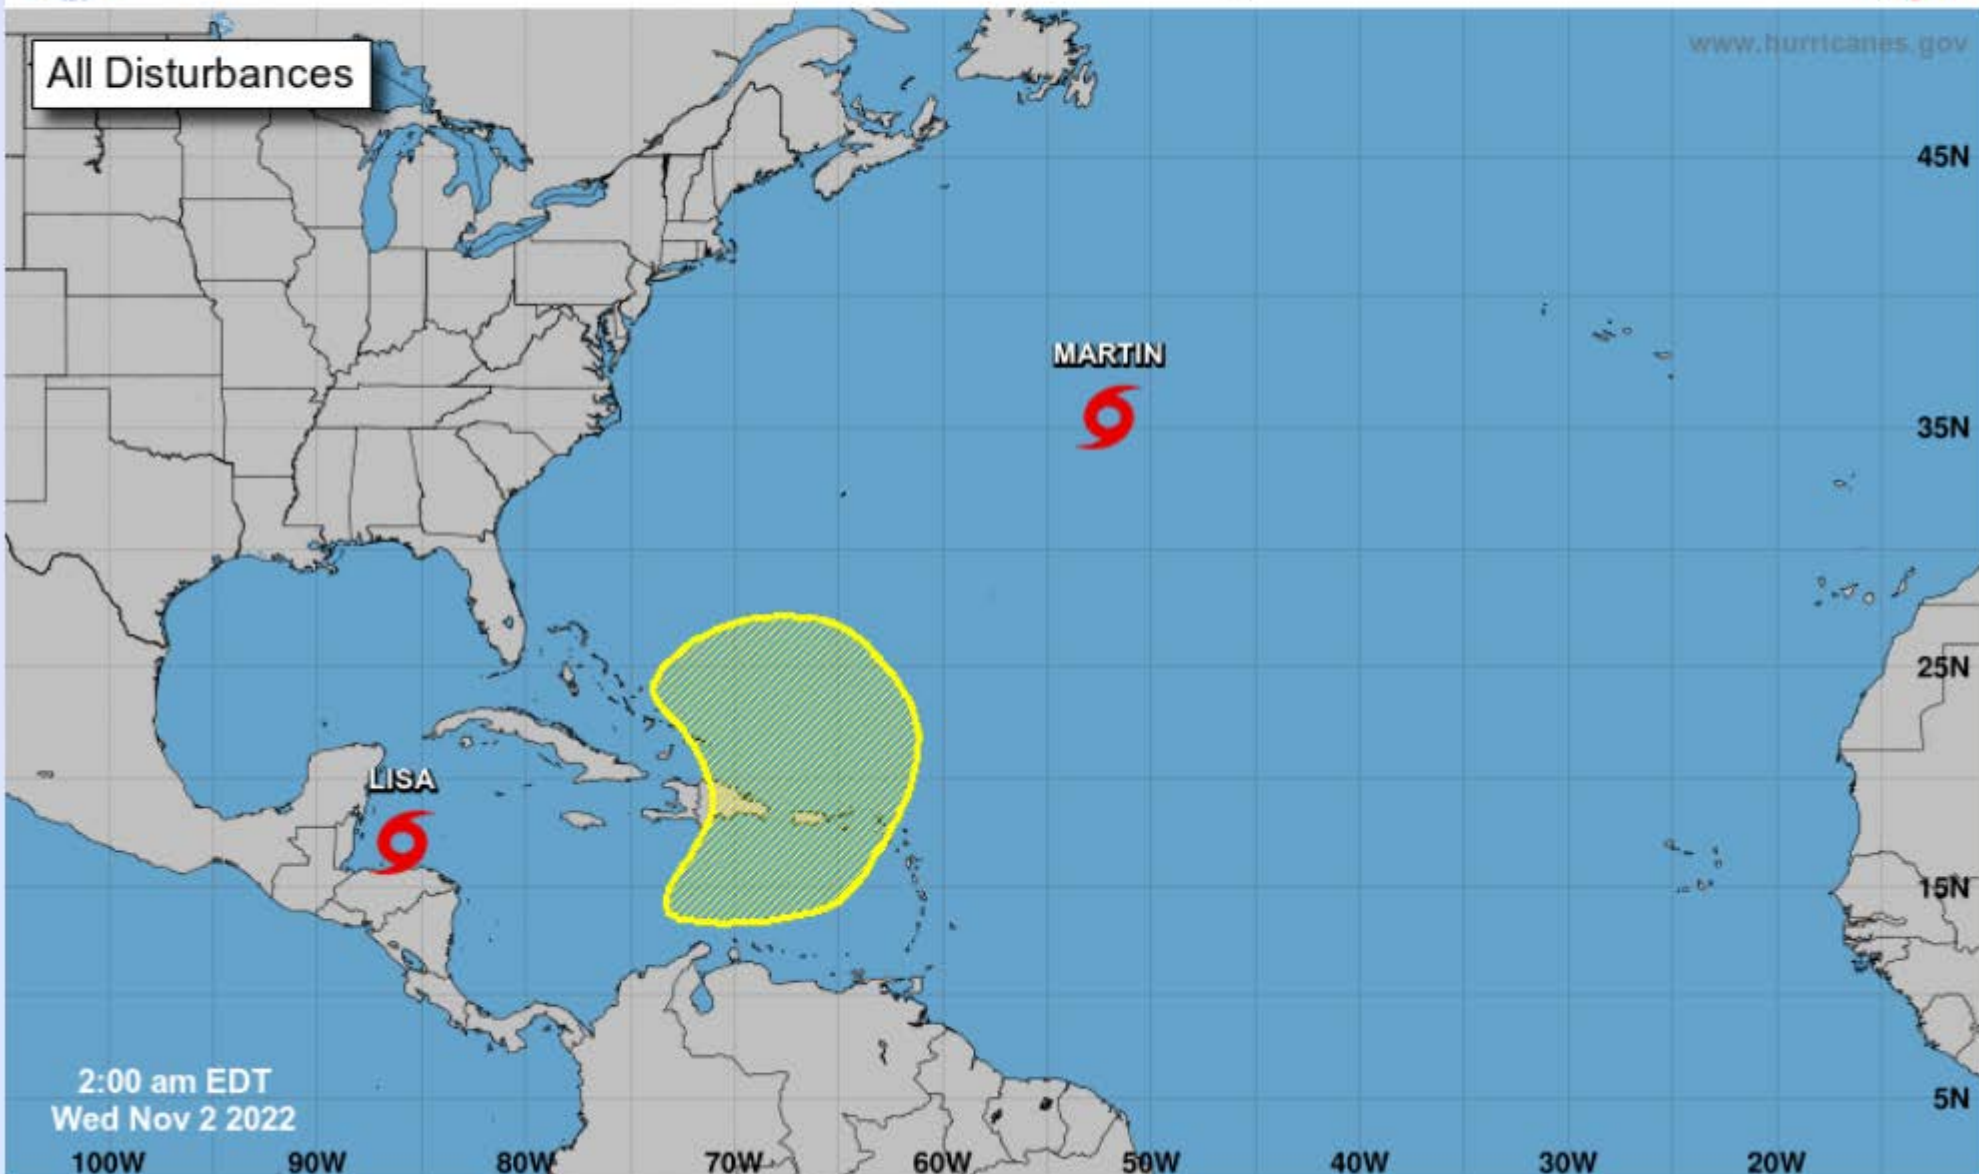 All Disturbances
www.hurricanes.gov
45N
MARTIN
35N
25N
LISA
15N
2:00 am EDT
Wed Nov 2 2022
5N
100W 90W 80W 70W 60W 50W 40W 30W 20W